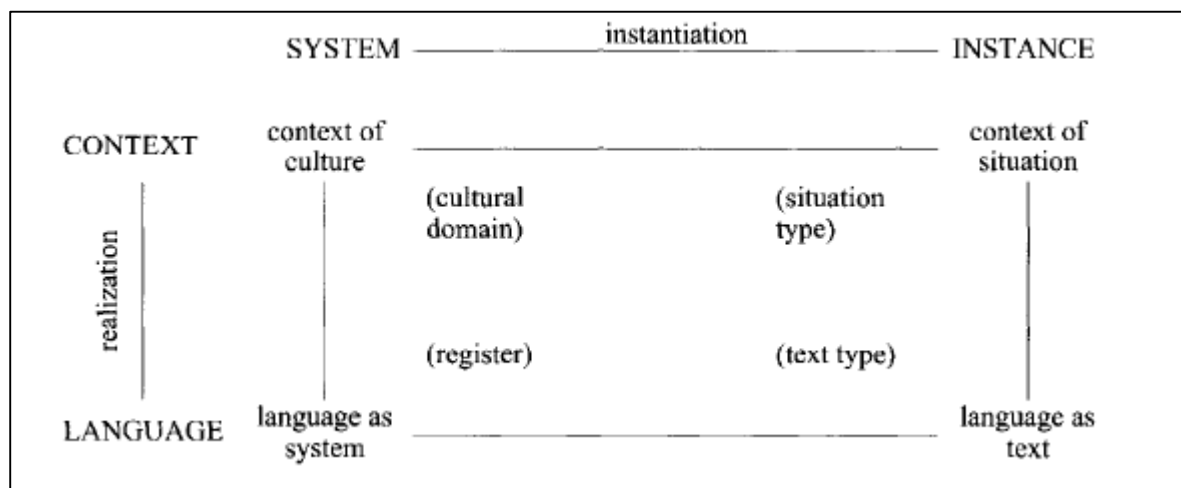 SYSTEM instantiation INSTANCE
CONTEXT context of culture context of situation
(cultural domain) (situation type)
realization
(register) (text type)
LANGUAGE language as system language as text